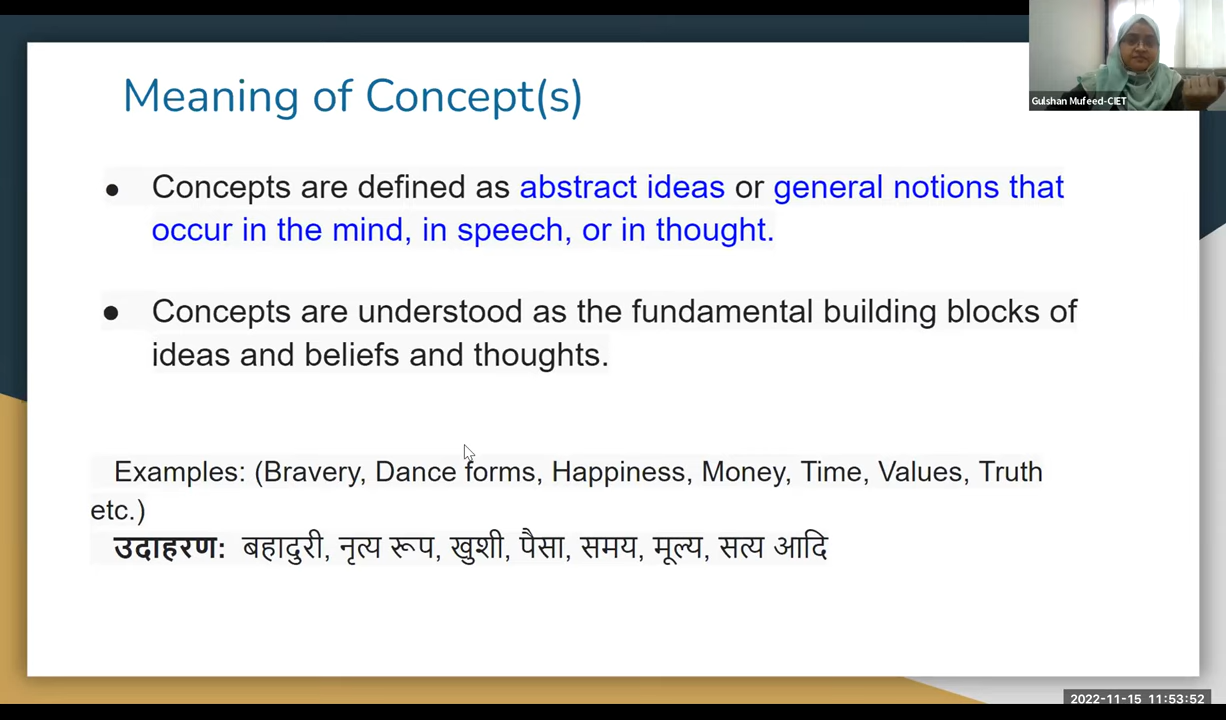 Meaning of Concept(s)
Gulshan Mufeed-CIET
● Concepts are defined as abstract ideas or general notions that
occur in the mind, in speech, or in thought.
● Concepts are understood as the fundamental building blocks of
ideas and beliefs and thoughts.
Examples: (Bravery, Dance forms, Happiness, Money, Time, Values, Truth
etc.)
उदाहरण: बहादुरी, नृत्य रूप, खुशी, पैसा, समय, मूल्य, सत्य आदि
2022-11-15 11:53:52